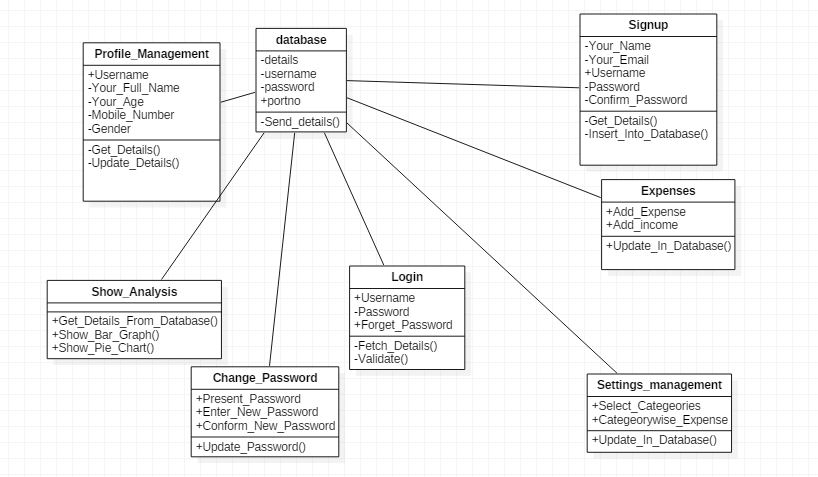 Profile_Management
+Username
-Your_Full_Name
-Your_Age
-Mobile_Number
-Gender
-Get_Details()
-Update_Details()
database
-details
-username
-password
+portno
-Send_details()
Signup
-Your_Name
-Your_Email
+Username
-Password
-Confirm_Password
-Get_Details()
-Insert_Into_Database()
Expenses
+Add_Expense
+Add_income
+Update_In_Database()
Show_Analysis
+Get_Details_From_Database()
+Show_Bar_Graph()
+Show_Pie_Chart()
Login
+Username
-Password
+Forget_Password
-Fetch_Details()
-Validate()
Change_Password
+Present_Password
+Enter_New_Password
+Conform_New_Password
+Update_Password()
Settings_management
+Select_Categeories
+Categeorywise_Expense
+Update_In_Database()